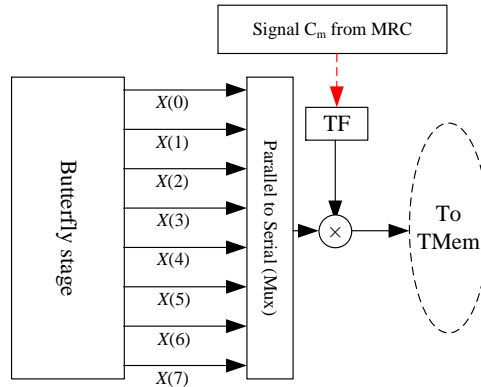 Signal Cm from MRC
TF
Butterfly stage
X(0)
X(1)
X(2)
X(3)
X(4)
X(5)
X(6)
X(7)
Parallel to Serial (Mux)
×
To
TMem